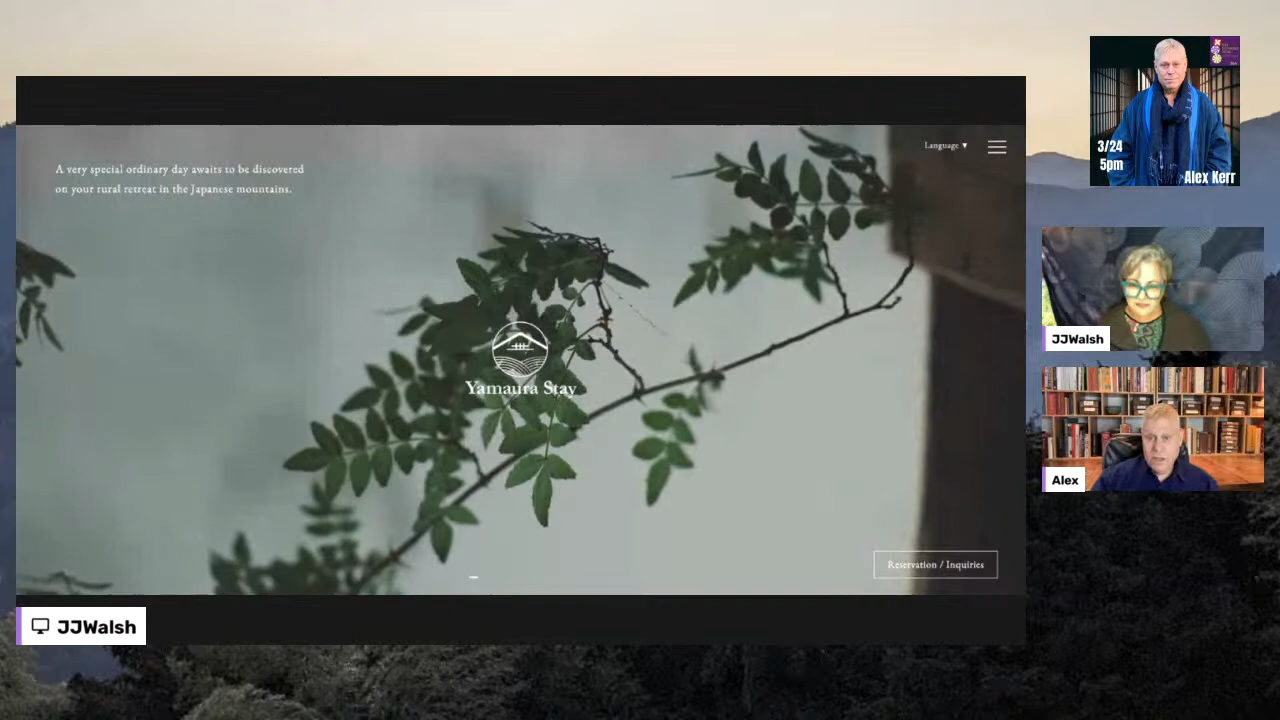 A very special ordinary day awaits to be discovered
on your rural retreat in the Japanese mountains.
Language ▼
Yamaura Stay
Reservation / Inquiries
JJWalsh
3/24
5pm
Alex Kerr
JJWalsh
Alex